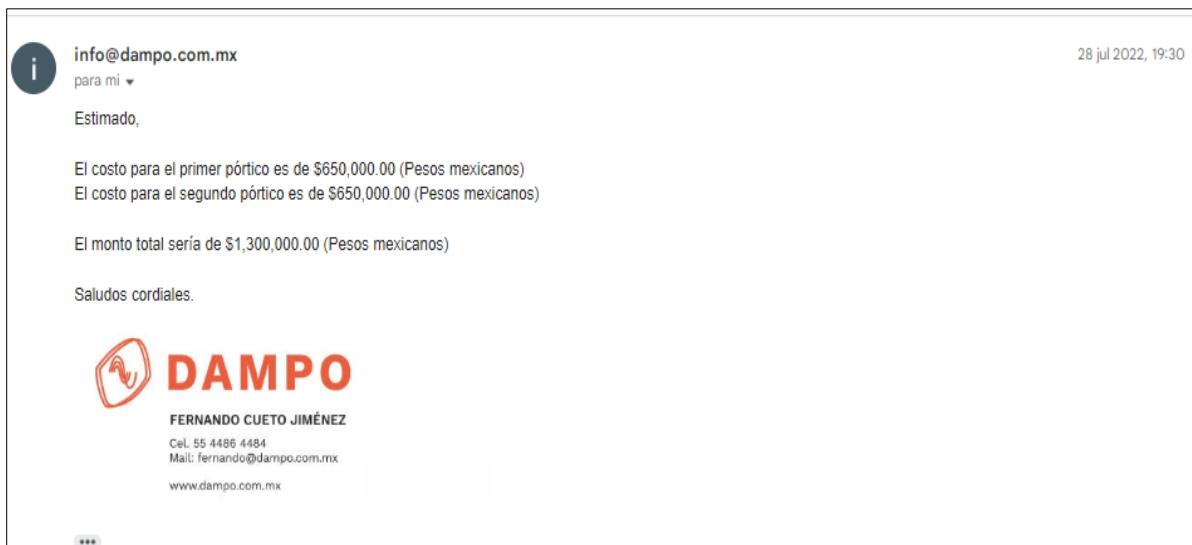 info@dampo.com.mx
28 jul 2022, 19:30
i
para mi
Estimado,
El costo para el primer pórtico es de $650,000.00 (Pesos mexicanos)
El costo para el segundo pórtico es de $650,000.00 (Pesos mexicanos)
El monto total sería de $1,300,000.00 (Pesos mexicanos)
Saludos cordiales.
DAMPO
FERNANDO CUETO JIMÉNEZ
Cel. 55 4486 4484
Mail: fernando@dampo.com.mx
www.dampo.com.mx